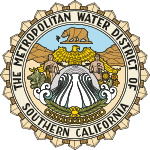 THE METROPOLITAN WATER DISTRICT OF
SOUTHERN CALIFORNIA